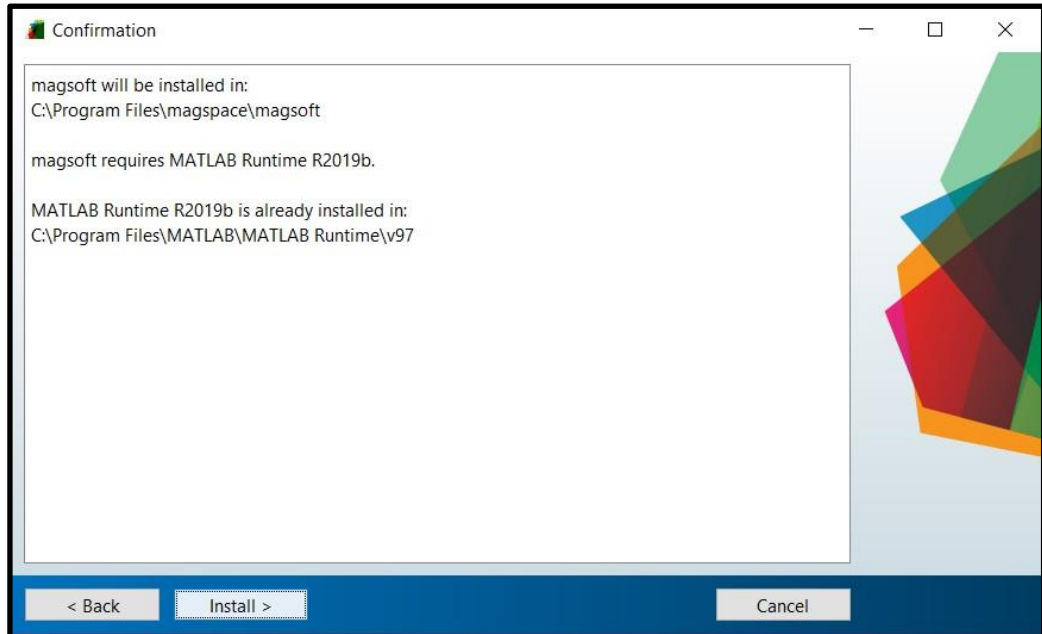 Confirmation
magsoft will be installed in:
C:\Program Files\magspace\magsoft
magsoft requires MATLAB Runtime R2019b.
MATLAB Runtime R2019b is already installed in:
C:\Program Files\MATLAB\MATLAB Runtime\v97
< Back
Install >
Cancel